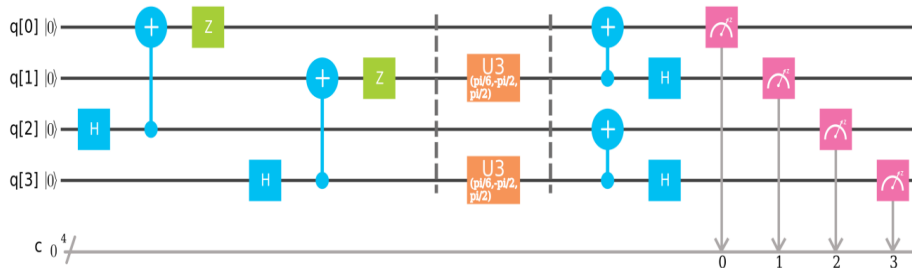 q[0] |0⟩ + Z + z
q[1] |0⟩ + Z U3 (pi/6,-pi/2, pi/2) H z
q[2] |0⟩ H + z
q[3] |0⟩ H U3 (pi/6,-pi/2, pi/2) H z
c 0 4
0 1 2 3